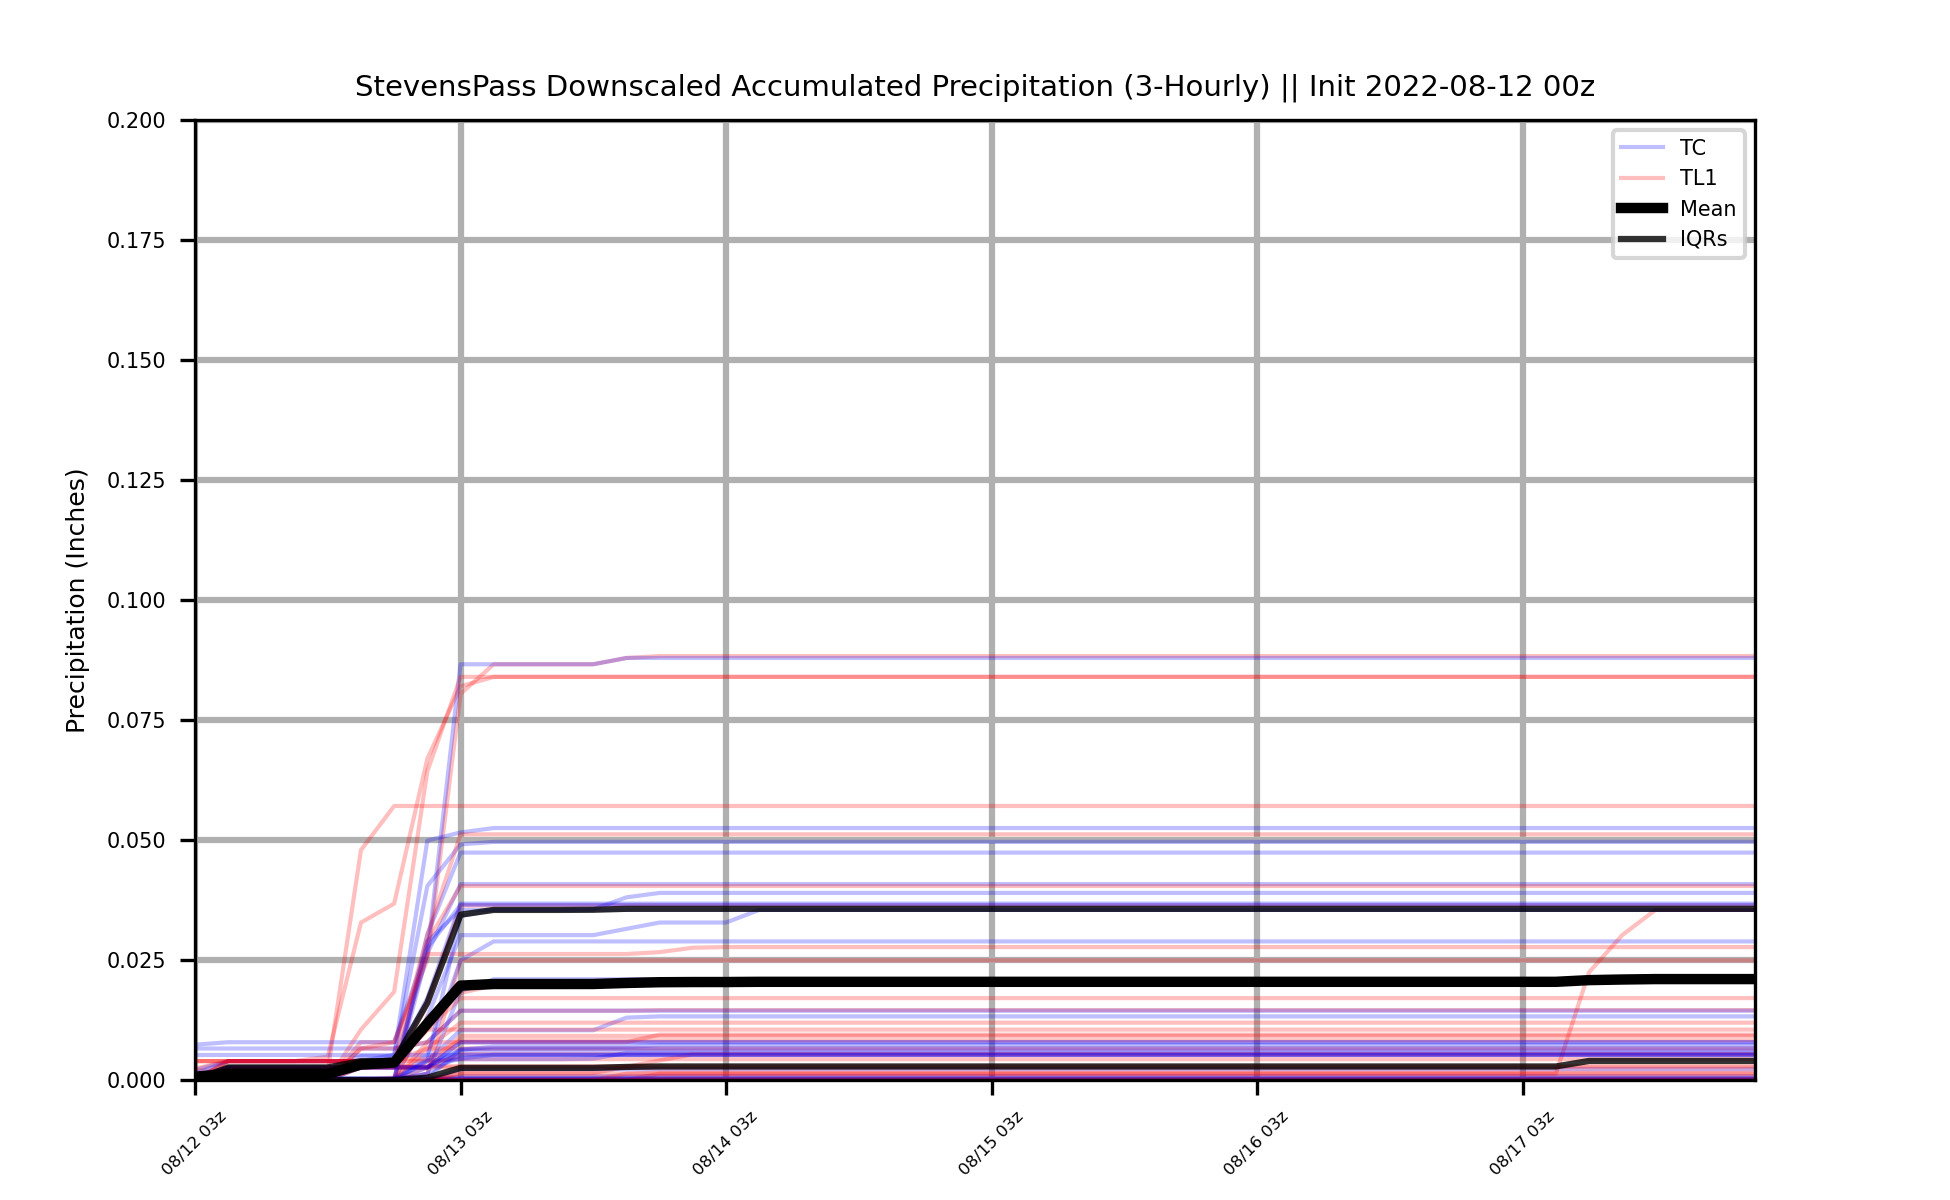 StevensPass Downscaled Accumulated Precipitation (3-Hourly) || Init 2022-08-12 00z
0.200
0.175
0.150
0.125
0.100
0.075
0.050
0.025
0.000
Precipitation (Inches)
TC
TL1
Mean
IQRs
08/12 03z
08/13 03z
08/14 03z
08/15 03z
08/16 03z
08/17 03z